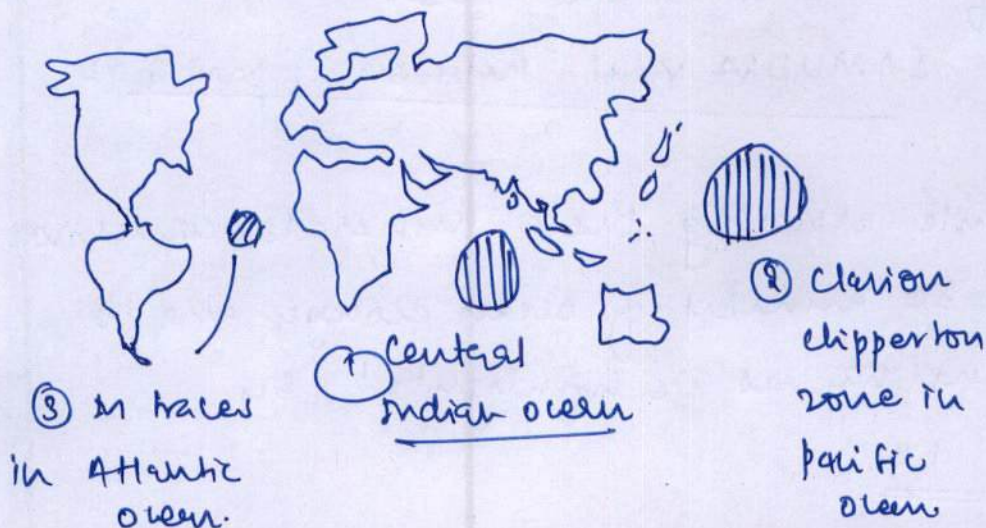 ① Central
Indian ocean
② Clarion
clipperton
zone in
Pacific
ocean
③ In traces
in Atlantic
ocean.